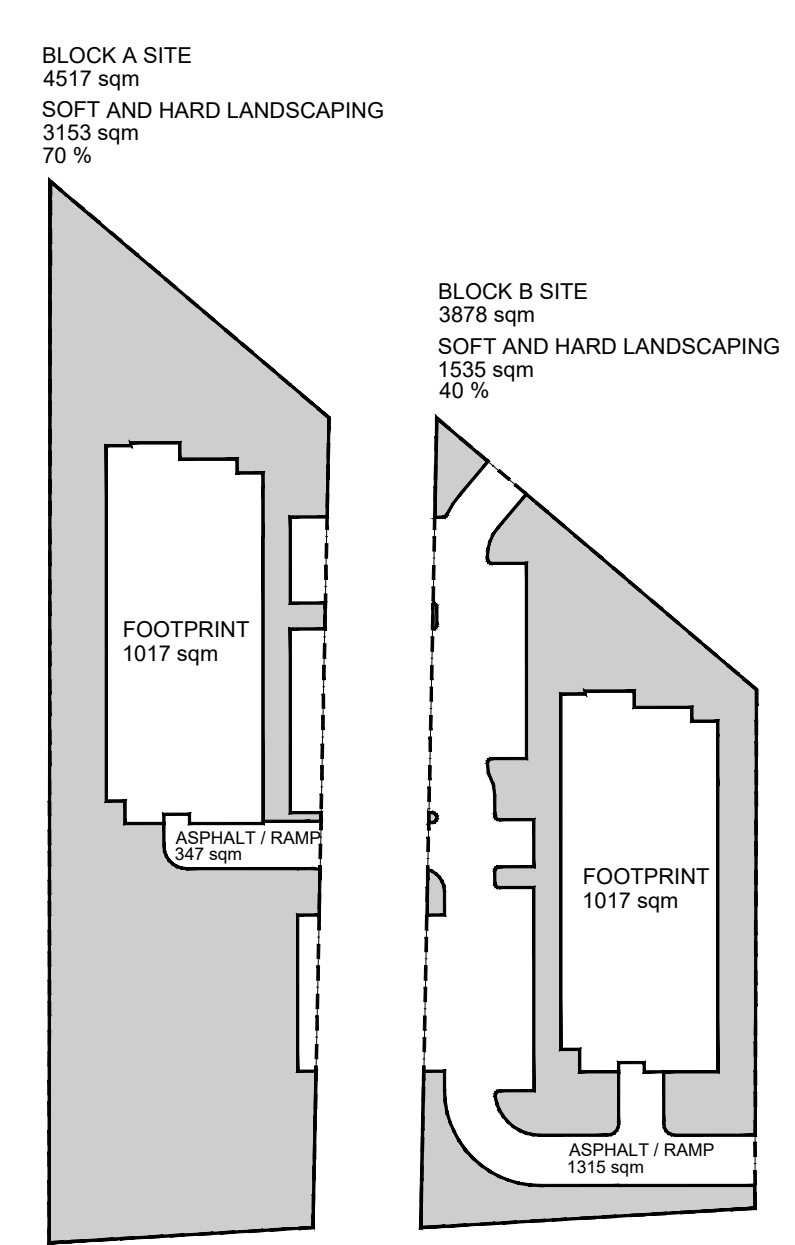 BLOCK A SITE
4517 sqm
SOFT AND HARD LANDSCAPING
3153 sqm
70 %
BLOCK B SITE
3878 sqm
SOFT AND HARD LANDSCAPING
1535 sqm
40 %
FOOTPRINT
1017 sqm
ASPHALT / RAMP
347 sqm
FOOTPRINT
1017 sqm
ASPHALT / RAMP
1315 sqm